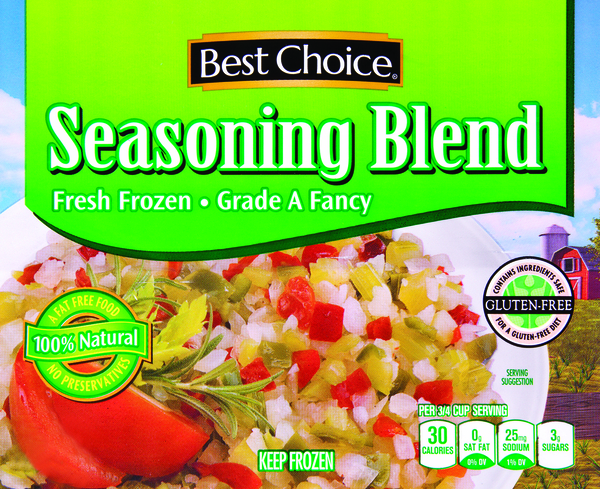 Best Choice®
Seasoning Blend
Fresh Frozen • Grade A Fancy
A FAT FREE FOOD
100% Natural
NO PRESERVATIVES
CONTAINS INGREDIENTS SAFE
GLUTEN-FREE
FOR A GLUTEN-FREE DIET
SERVING
SUGGESTION
PER 3/4 CUP SERVING
30
CALORIES
0g
SAT FAT
0% DV
25mg
SODIUM
1% DV
3g
SUGARS
KEEP FROZEN